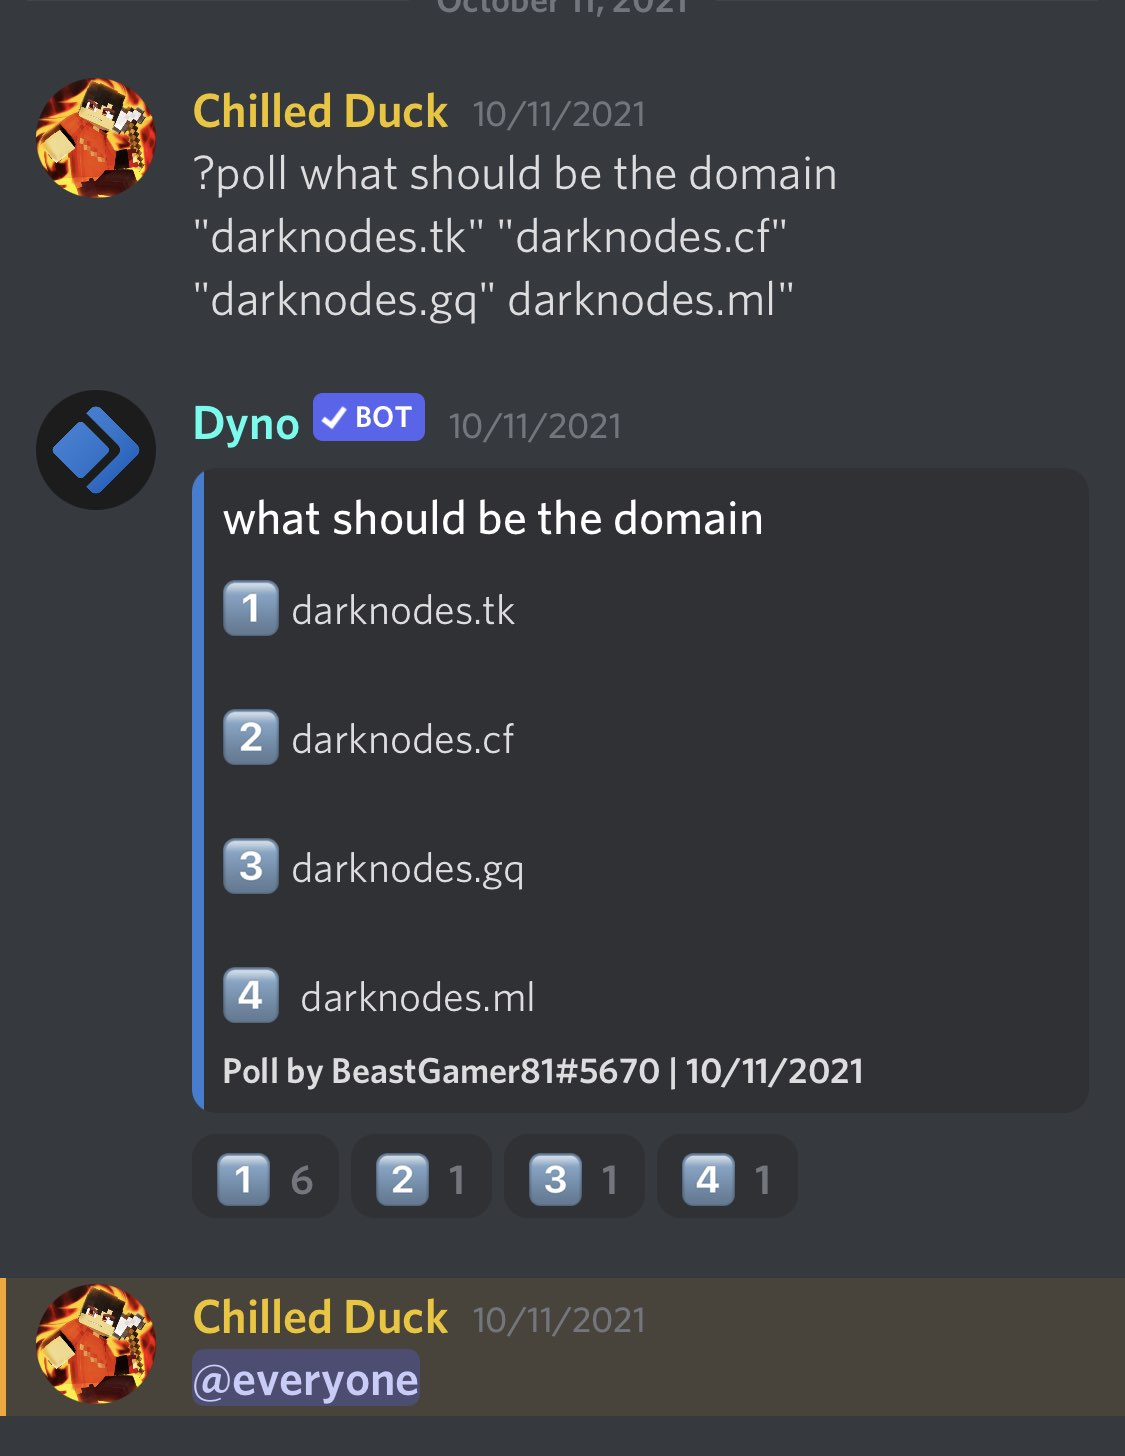 October 11, 2021
Chilled Duck 10/11/2021
?poll what should be the domain
"darknodes.tk" "darknodes.cf"
"darknodes.gq" darknodes.ml"
Dyno BOT 10/11/2021
what should be the domain
1 darknodes.tk
2 darknodes.cf
3 darknodes.gq
4 darknodes.ml
Poll by BeastGamer81#5670 | 10/11/2021
1 6 2 1 3 1 4 1
Chilled Duck 10/11/2021
@everyone